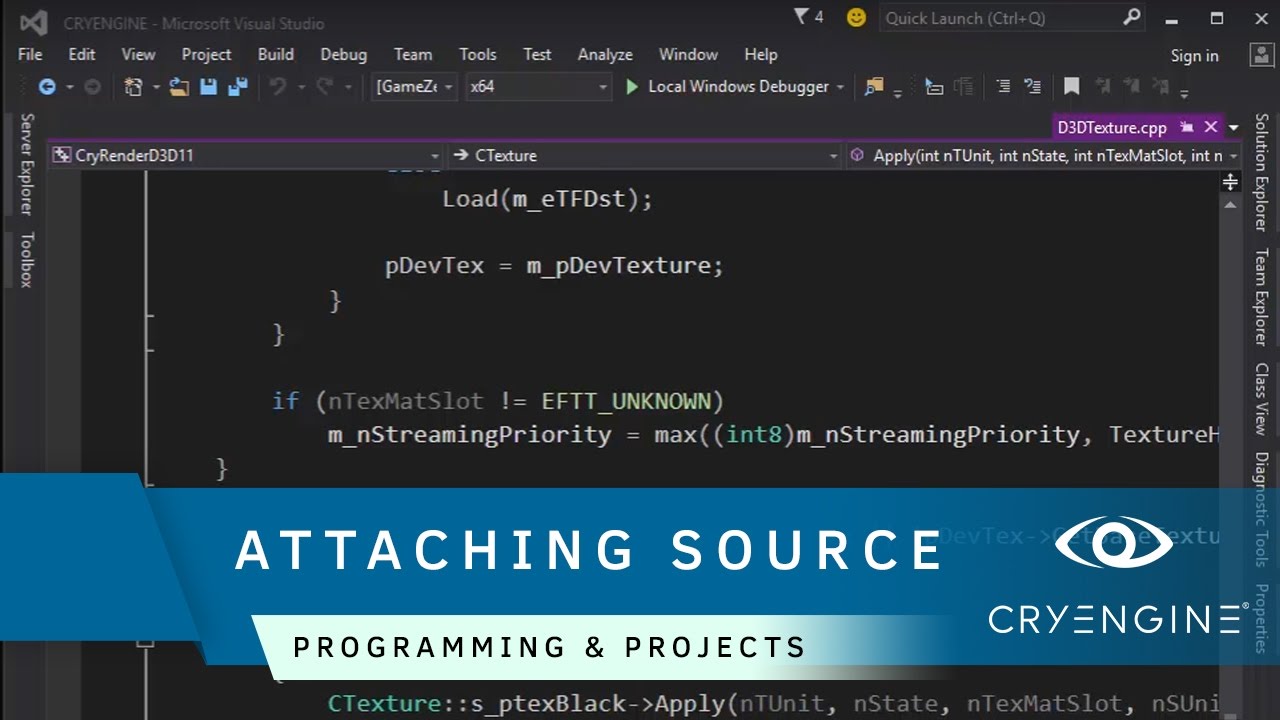 CRYENGINE - Microsoft Visual Studio
4
Quick Launch (Ctrl+Q)
File Edit View Project Build Debug Team Tools Test Analyze Window Help
Sign in
[GameZe x64 Local Windows Debugger
D3DTexture.cpp
CryRenderD3D11 CTexture Apply(int nTUnit, int nState, int nTexMatSlot, int n
Server Explorer
Toolbox
Solution Explorer
Team Explorer
Class View
Diagnostic Tools
Properties
Load(m_eTFDst);
pDevTex = m_pDevTexture;
}
}
if (nTexMatSlot != EFTT_UNKNOWN)
m_nStreamingPriority = max((int8)m_nStreamingPriority, TextureH
}
DevTex->GetBaseTextu
ATTACHING SOURCE
CRYENGINE®
PROGRAMMING & PROJECTS
{
CTexture::s_ptexBlack->Apply(nTUnit, nState, nTexMatSlot, nSUni